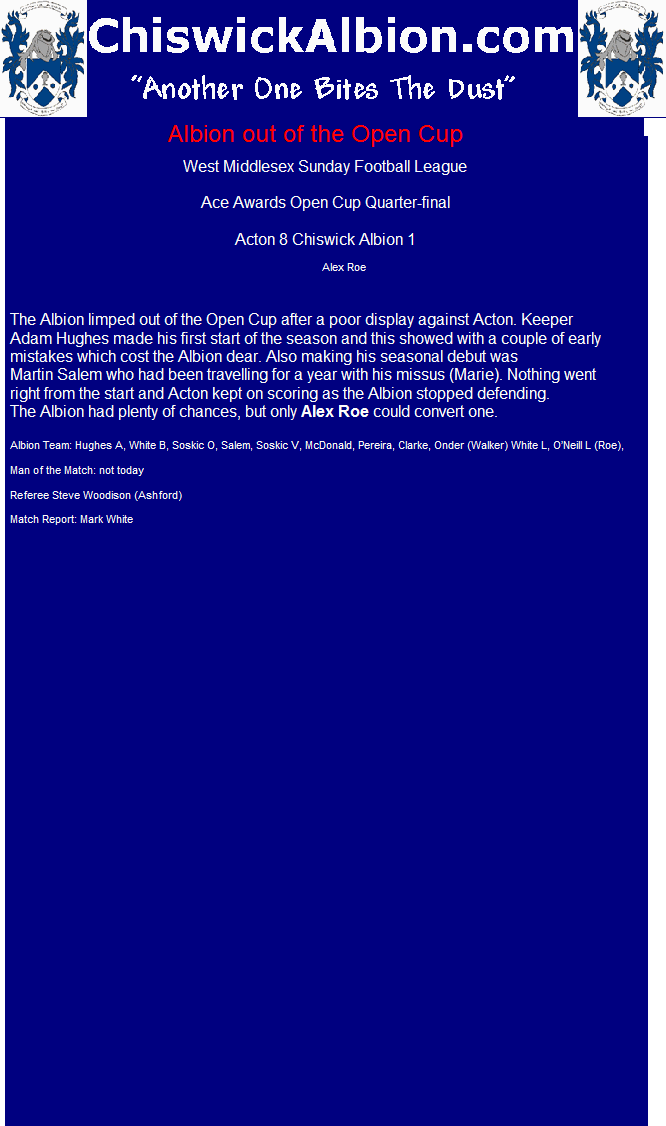 ChiswickAlbion.com
"Another One Bites The Dust"
Albion out of the Open Cup
West Middlesex Sunday Football League
Ace Awards Open Cup Quarter-final
Acton 8 Chiswick Albion 1
Alex Roe
The Albion limped out of the Open Cup after a poor display against Acton. Keeper
Adam Hughes made his first start of the season and this showed with a couple of early
mistakes which cost the Albion dear. Also making his seasonal debut was
Martin Salem who had been travelling for a year with his missus (Marie). Nothing went
right from the start and Acton kept on scoring as the Albion stopped defending.
The Albion had plenty of chances, but only Alex Roe could convert one.
Albion Team: Hughes A, White B, Soskic O, Salem, Soskic V, McDonald, Pereira, Clarke, Onder (Walker) White L, O'Neill L (Roe),
Man of the Match: not today
Referee Steve Woodison (Ashford)
Match Report: Mark White